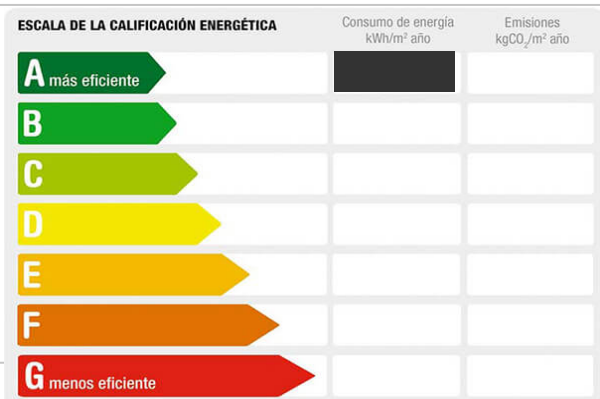 ESCALA DE LA CALIFICACIÓN ENERGÉTICA
Consumo de energía
kWh/m² año
Emisiones
kgCO₂/m² año
A más eficiente
B
C
D
E
F
G menos eficiente